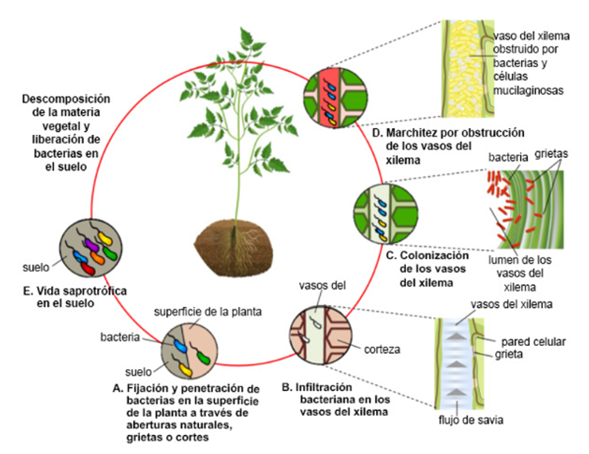 vaso del xilema
obstruido por
bacterias y
células
mucilaginosas
Descomposición
de la materia
vegetal y
liberación de
bacterias en
el suelo
D. Marchitez por obstrucción
de los vasos del
xilema
bacteria
grietas
C. Colonización
de los vasos
del xilema
lumen de los
vasos del
xilema
suelo
E. Vida saprotrófica
en el suelo
superficie de la planta
bacteria
suelo
A. Fijación y penetración de
bacterias en la superficie
de la planta a través de
aberturas naturales,
grietas o cortes
vasos del
corteza
B. Infiltración
bacteriana en los
vasos del xilema
vasos del xilema
pared celular
grieta
flujo de savia